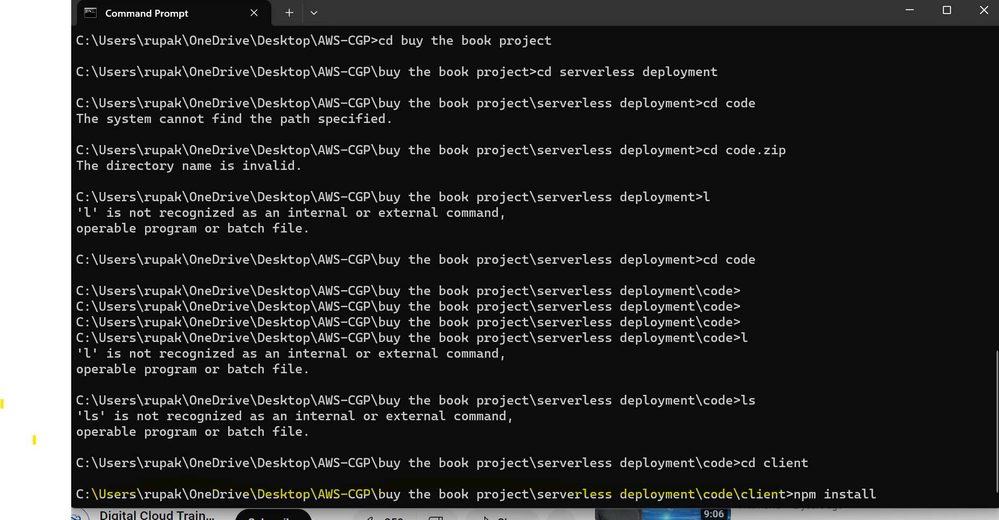 Command Prompt
C:\Users\rupak\OneDrive\Desktop\AWS-CGP>cd buy the book project
C:\Users\rupak\OneDrive\Desktop\AWS-CGP\buy the book project>cd serverless deployment
C:\Users\rupak\OneDrive\Desktop\AWS-CGP\buy the book project\serverless deployment>cd code
The system cannot find the path specified.
C:\Users\rupak\OneDrive\Desktop\AWS-CGP\buy the book project\serverless deployment>cd code.zip
The directory name is invalid.
C:\Users\rupak\OneDrive\Desktop\AWS-CGP\buy the book project\serverless deployment>l
'l' is not recognized as an internal or external command,
operable program or batch file.
C:\Users\rupak\OneDrive\Desktop\AWS-CGP\buy the book project\serverless deployment>cd code
C:\Users\rupak\OneDrive\Desktop\AWS-CGP\buy the book project\serverless deployment\code>
C:\Users\rupak\OneDrive\Desktop\AWS-CGP\buy the book project\serverless deployment\code>
C:\Users\rupak\OneDrive\Desktop\AWS-CGP\buy the book project\serverless deployment\code>
C:\Users\rupak\OneDrive\Desktop\AWS-CGP\buy the book project\serverless deployment\code>l
'l' is not recognized as an internal or external command,
operable program or batch file.
C:\Users\rupak\OneDrive\Desktop\AWS-CGP\buy the book project\serverless deployment\code>ls
'ls' is not recognized as an internal or external command,
operable program or batch file.
C:\Users\rupak\OneDrive\Desktop\AWS-CGP\buy the book project\serverless deployment\code>cd client
C:\Users\rupak\OneDrive\Desktop\AWS-CGP\buy the book project\serverless deployment\code\client>npm install
Digital Cloud Train...
9:06